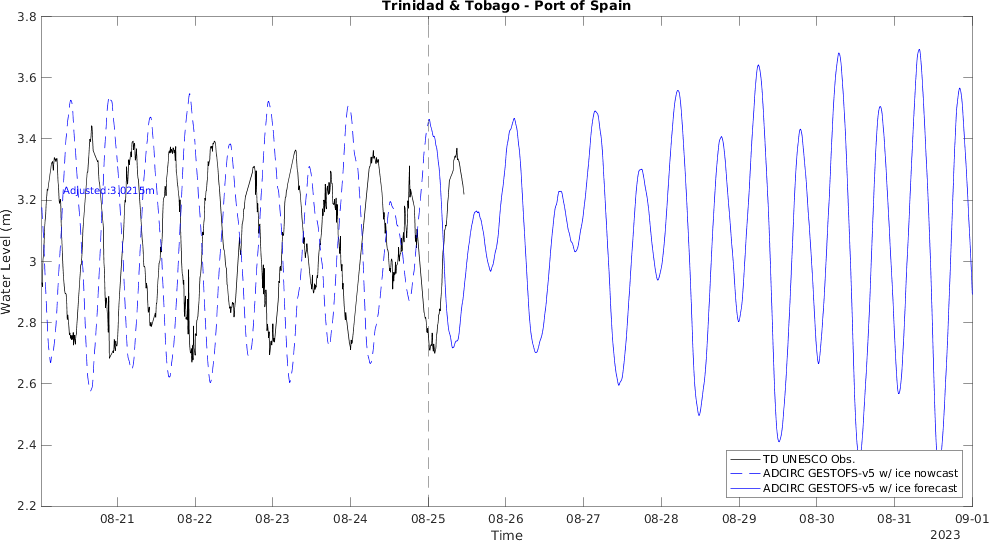 Trinidad & Tobago - Port of Spain
3.8
3.6
3.4
3.2
3
2.8
2.6
2.4
2.2
Water Level (m)
Adjusted:3.0215m
TD UNESCO Obs.
ADCIRC GESTOFS-v5 w/ ice nowcast
ADCIRC GESTOFS-v5 w/ ice forecast
08-21 08-22 08-23 08-24 08-25 08-26 08-27 08-28 08-29 08-30 08-31 09-01
Time
2023